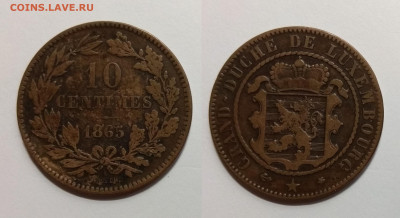 COINS.LAVE.RU
10
CENTIMES
1865
GRAND-DUCHE DE LUXEMBOURG